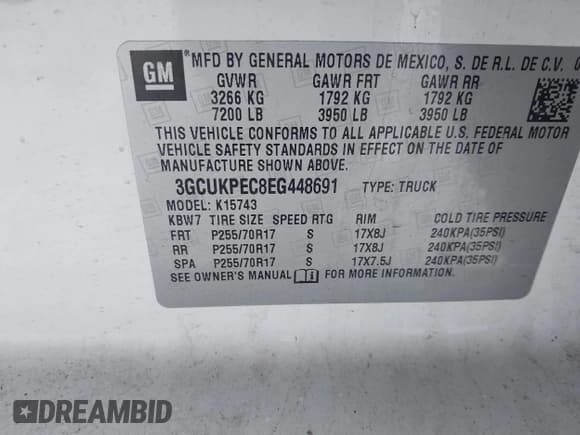 GM MFD BY GENERAL MOTORS DE MEXICO, S. DE R.L. DE C.V. 0
GVWR GAWR FRT GAWR RR
3266 KG 1792 KG 1792 KG
7200 LB 3950 LB 3950 LB
THIS VEHICLE CONFORMS TO ALL APPLICABLE U.S. FEDERAL MOTOR
VEHICLE SAFETY STANDARDS IN EFFECT ON THE DATE OF
MANUFACTURE SHOWN ABOVE.
3GCUKPEC8EG448691 TYPE: TRUCK
MODEL: K15743
KBW7 TIRE SIZE SPEED RTG RIM COLD TIRE PRESSURE
FRT P255/70R17 S 17X8J 240KPA(35PSI)
RR P255/70R17 S 17X8J 240KPA(35PSI)
SPA P255/70R17 S 17X7.5J 240KPA(35PSI)
SEE OWNER'S MANUAL FOR MORE INFORMATION.
DREAMBID